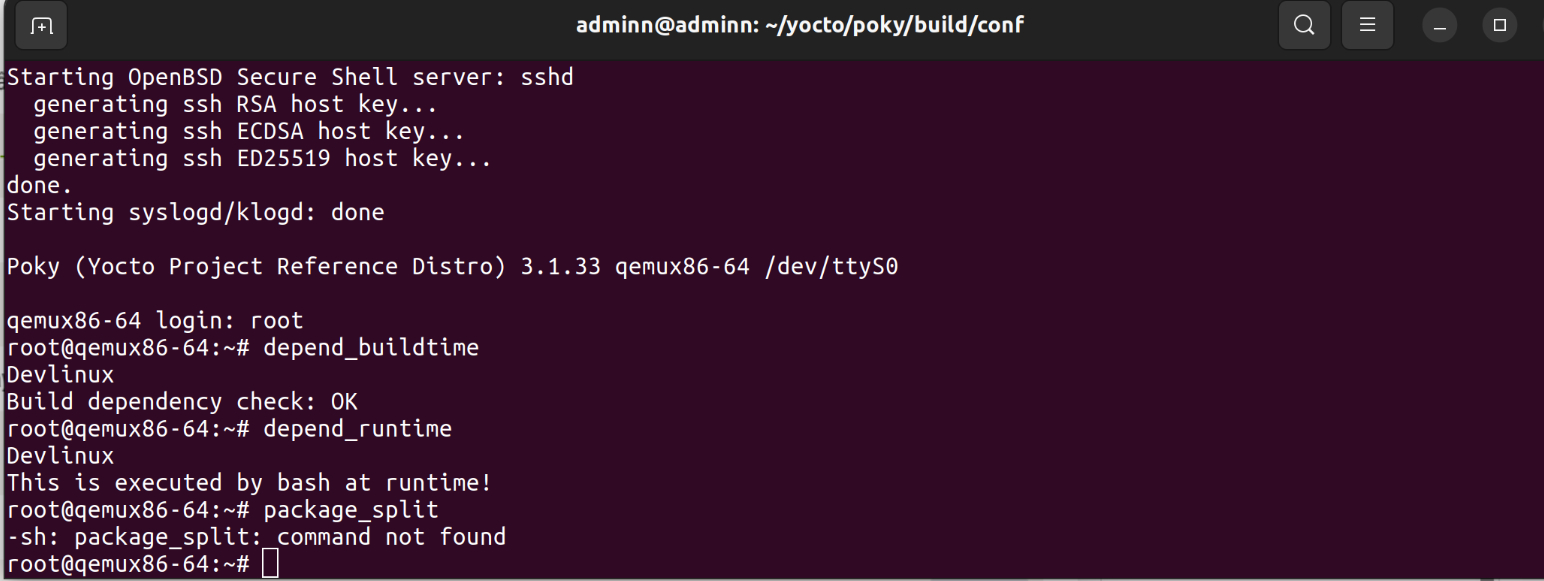 adminn@adminn: ~/yocto/poky/build/conf
Starting OpenBSD Secure Shell server: sshd
  generating ssh RSA host key...
  generating ssh ECDSA host key...
  generating ssh ED25519 host key...
done.
Starting syslogd/klogd: done
Poky (Yocto Project Reference Distro) 3.1.33 qemux86-64 /dev/ttyS0
qemux86-64 login: root
root@qemux86-64:~# depend_buildtime
Devlinux
Build dependency check: OK
root@qemux86-64:~# depend_runtime
Devlinux
This is executed by bash at runtime!
root@qemux86-64:~# package_split
-sh: package_split: command not found
root@qemux86-64:~#